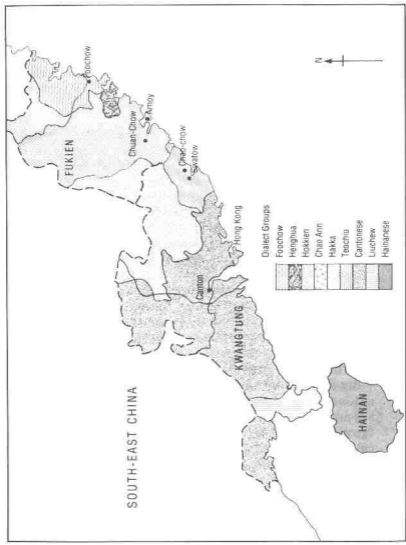 SOUTH-EAST CHINA
FUKIEN
Foochow
Chuan-Chow
Amoy
Chao-chow
Swatow
Hong Kong
Canton
KWANGTUNG
HAINAN
N
Dialect Groups
Foochow
Henghua
Hokkien
Chao Ann
Hakka
Teochiu
Cantonese
Liuchew
Hainanese